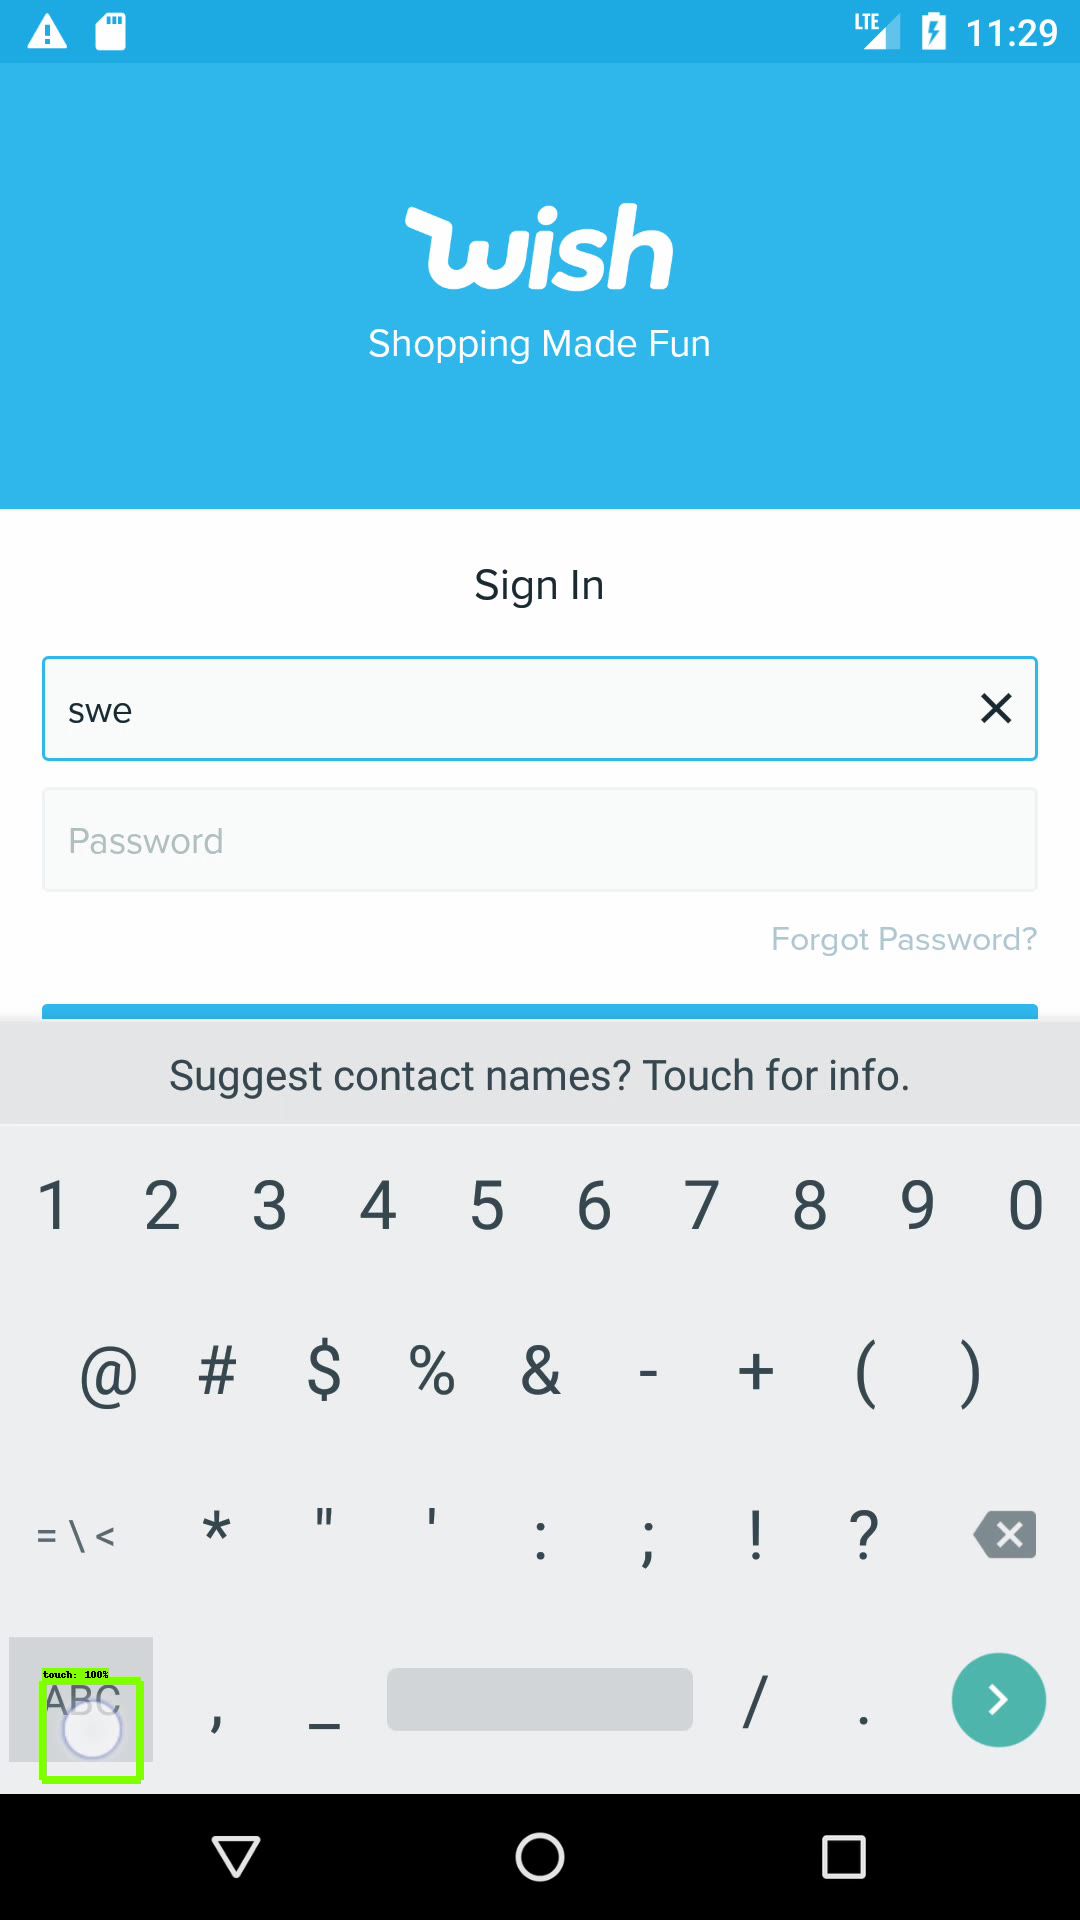 LTE 11:29
wish
Shopping Made Fun
Sign In
swe
Password
Forgot Password?
Suggest contact names? Touch for info.
1 2 3 4 5 6 7 8 9 0
@ # $ % & - + ( )
= \ < * " ' : ; ! ?
touch: 100%
ABC , _ / .